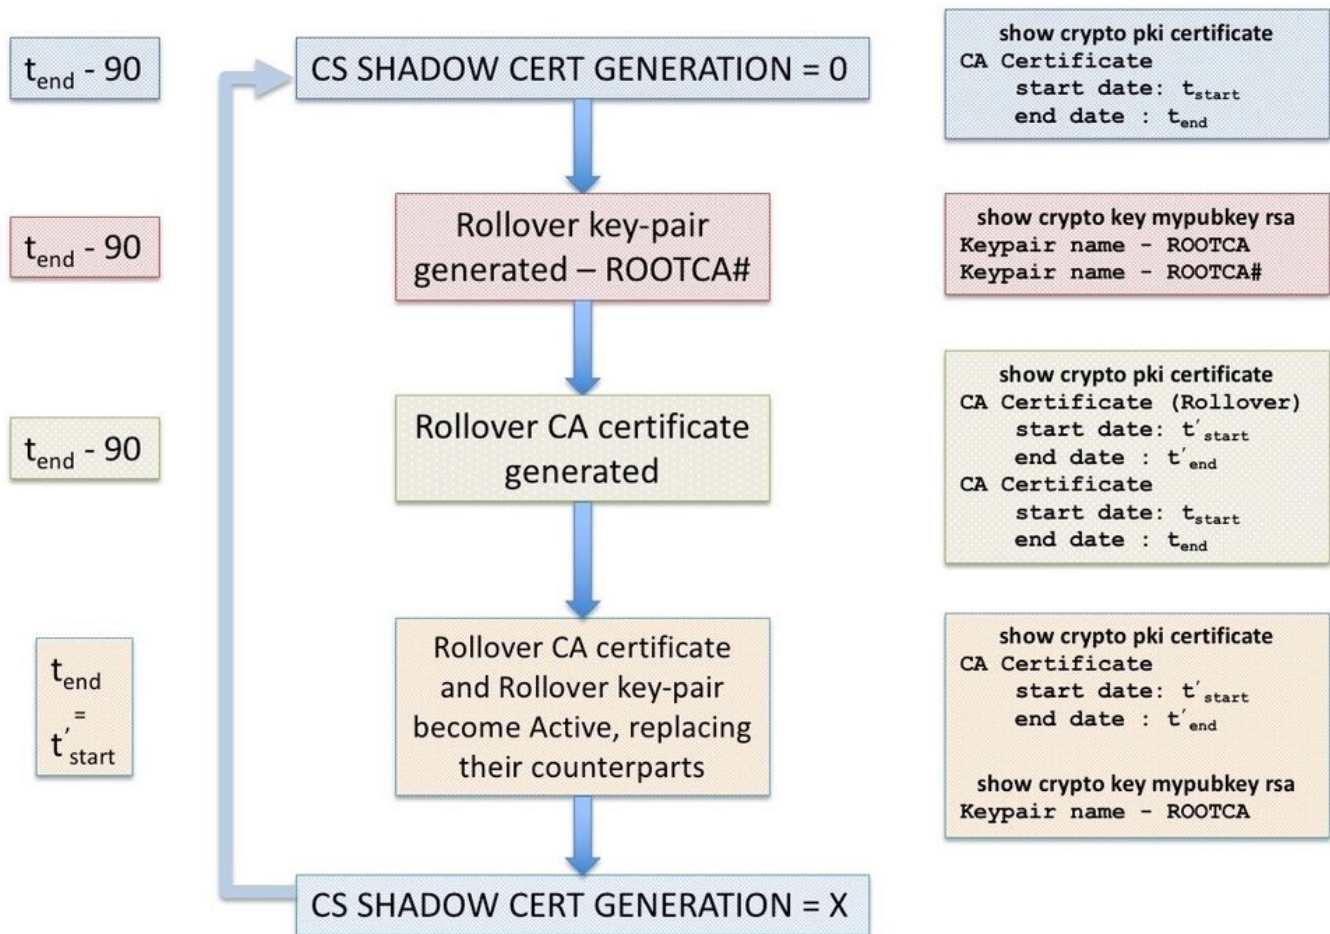 t_end - 90
CS SHADOW CERT GENERATION = 0
show crypto pki certificate
CA Certificate
start date: t_start
end date : t_end
t_end - 90
Rollover key-pair
generated – ROOTCA#
show crypto key mypubkey rsa
Keypair name - ROOTCA
Keypair name - ROOTCA#
t_end - 90
Rollover CA certificate
generated
show crypto pki certificate
CA Certificate (Rollover)
start date: t'_start
end date : t'_end
CA Certificate
start date: t_start
end date : t_end
t_end
=
t'_start
Rollover CA certificate
and Rollover key-pair
become Active, replacing
their counterparts
show crypto pki certificate
CA Certificate
start date: t'_start
end date : t'_end
show crypto key mypubkey rsa
Keypair name - ROOTCA
CS SHADOW CERT GENERATION = X